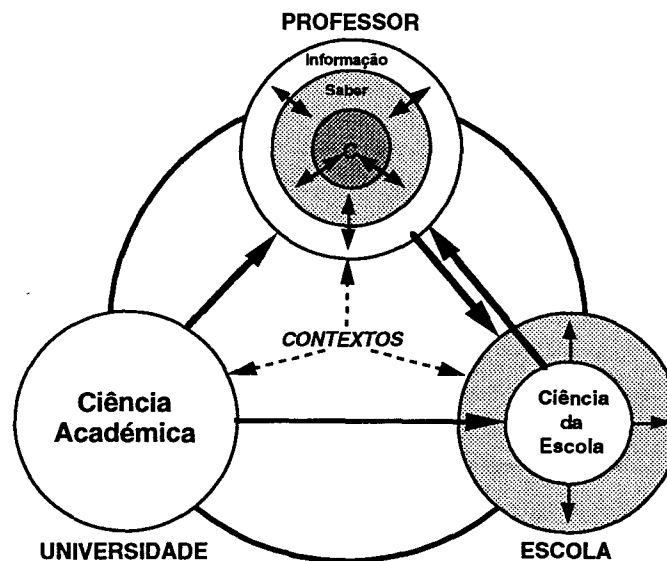 PROFESSOR
Informação
Saber
C
CONTEXTOS
Ciência
Académica
Ciência
da
Escola
UNIVERSIDADE
ESCOLA